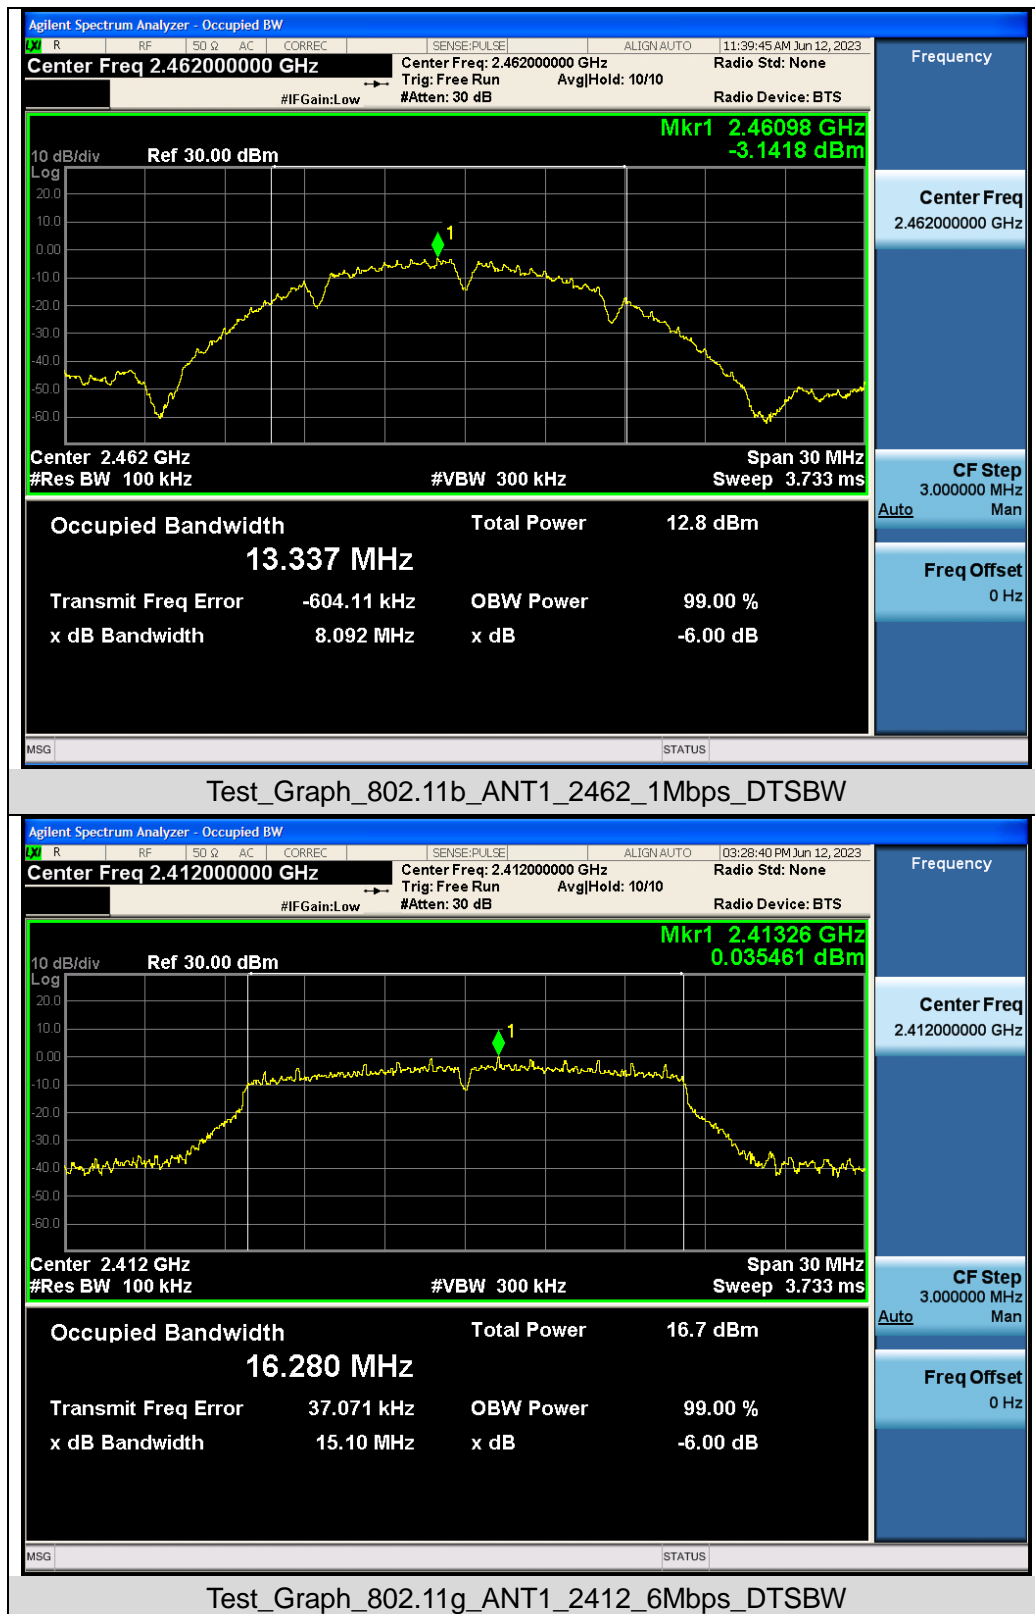 Agilent Spectrum Analyzer - Occupied BW
LXI R RF 50 Ω AC CORREC SENSE:PULSE ALIGN AUTO 11:39:45 AM Jun 12, 2023
Center Freq 2.462000000 GHz
Center Freq: 2.462000000 GHz
Radio Std: None
Trig: Free Run Avg|Hold: 10/10
#IFGain:Low
#Atten: 30 dB
Radio Device: BTS
Frequency
Mkr1 2.46098 GHz
-3.1418 dBm
10 dB/div Ref 30.00 dBm
Log
20.0
10.0
0.00
-10.0
-20.0
-30.0
-40.0
-50.0
-60.0
1
Center 2.462 GHz
Span 30 MHz
#Res BW 100 kHz
#VBW 300 kHz
Sweep 3.733 ms
Center Freq
2.462000000 GHz
CF Step
3.000000 MHz
Auto Man
Freq Offset
0 Hz
Occupied Bandwidth
Total Power 12.8 dBm
13.337 MHz
Transmit Freq Error -604.11 kHz OBW Power 99.00 %
x dB Bandwidth 8.092 MHz x dB -6.00 dB
MSG STATUS
Test_Graph_802.11b_ANT1_2462_1Mbps_DTSBW
Agilent Spectrum Analyzer - Occupied BW
LXI R RF 50 Ω AC CORREC SENSE:PULSE ALIGN AUTO 03:28:40 PM Jun 12, 2023
Center Freq 2.412000000 GHz
Center Freq: 2.412000000 GHz
Radio Std: None
Trig: Free Run Avg|Hold: 10/10
#IFGain:Low
#Atten: 30 dB
Radio Device: BTS
Frequency
Mkr1 2.41326 GHz
0.035461 dBm
10 dB/div Ref 30.00 dBm
Log
20.0
10.0
0.00
-10.0
-20.0
-30.0
-40.0
-50.0
-60.0
1
Center 2.412 GHz
Span 30 MHz
#Res BW 100 kHz
#VBW 300 kHz
Sweep 3.733 ms
Center Freq
2.412000000 GHz
CF Step
3.000000 MHz
Auto Man
Freq Offset
0 Hz
Occupied Bandwidth
Total Power 16.7 dBm
16.280 MHz
Transmit Freq Error 37.071 kHz OBW Power 99.00 %
x dB Bandwidth 15.10 MHz x dB -6.00 dB
MSG STATUS
Test_Graph_802.11g_ANT1_2412_6Mbps_DTSBW